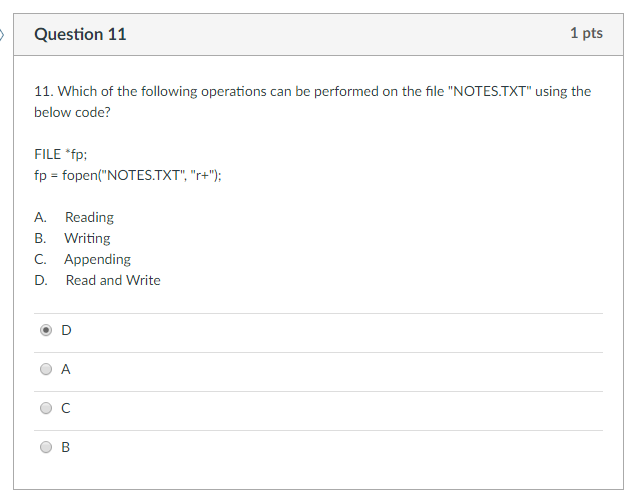 Question 11 1 pts
11. Which of the following operations can be performed on the file "NOTES.TXT" using the
below code?
FILE *fp;
fp = fopen("NOTES.TXT", "r+");
A. Reading
B. Writing
C. Appending
D. Read and Write
D
A
C
B